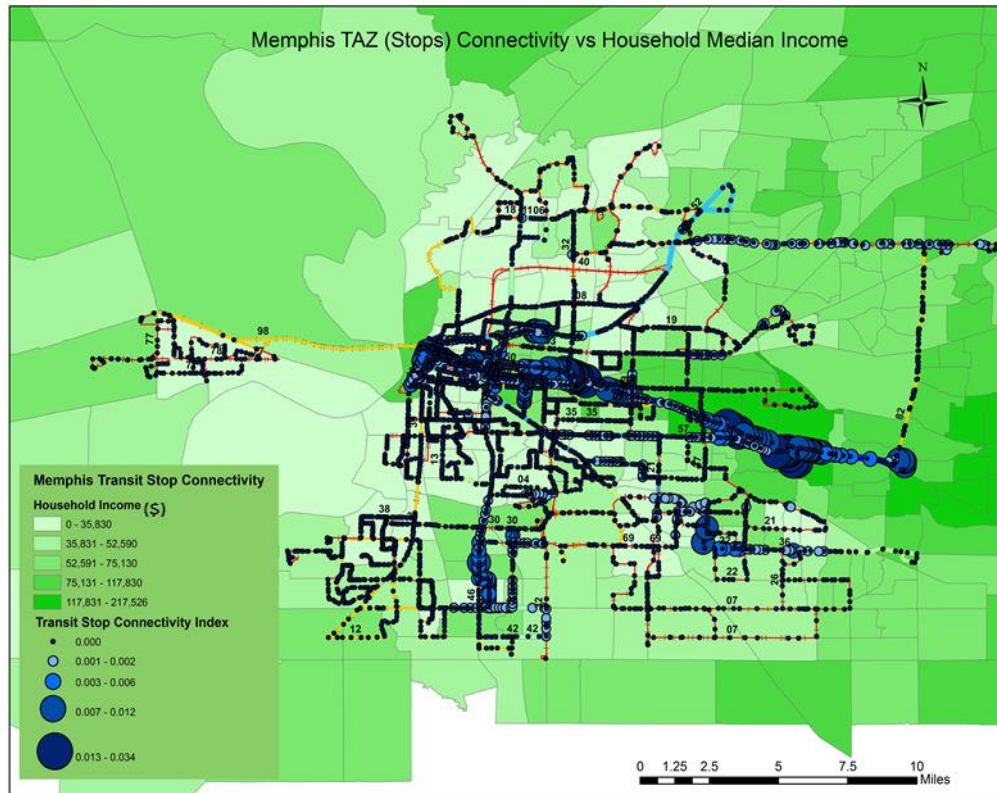 Memphis TAZ (Stops) Connectivity vs Household Median Income
N
52
18
1106
32
40
08
19
98
77
78
82
35 35
57
39
13
21
04
38
30 30
69 69
21
36
22
26
46
07
07
12
42 42
Memphis Transit Stop Connectivity
Household Income ($)
0 - 35,830
35,831 - 52,590
52,591 - 75,130
75,131 - 117,830
117,831 - 217,526
Transit Stop Connectivity Index
0.000
0.001 - 0.002
0.003 - 0.006
0.007 - 0.012
0.013 - 0.034
0 1.25 2.5 5 7.5 10
Miles